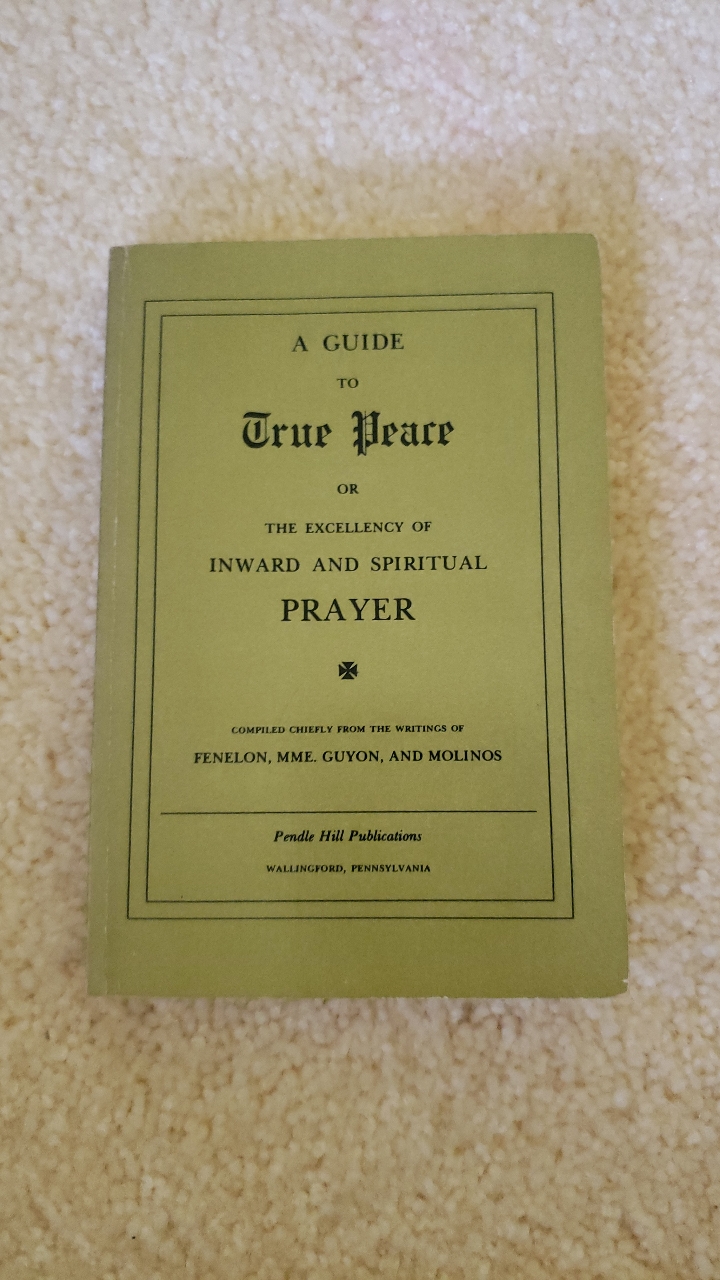 A GUIDE
TO
True Peace
OR
THE EXCELLENCY OF
INWARD AND SPIRITUAL
PRAYER
COMPILED CHIEFLY FROM THE WRITINGS OF
FENELON, MME. GUYON, AND MOLINOS
Pendle Hill Publications
WALLINGFORD, PENNSYLVANIA